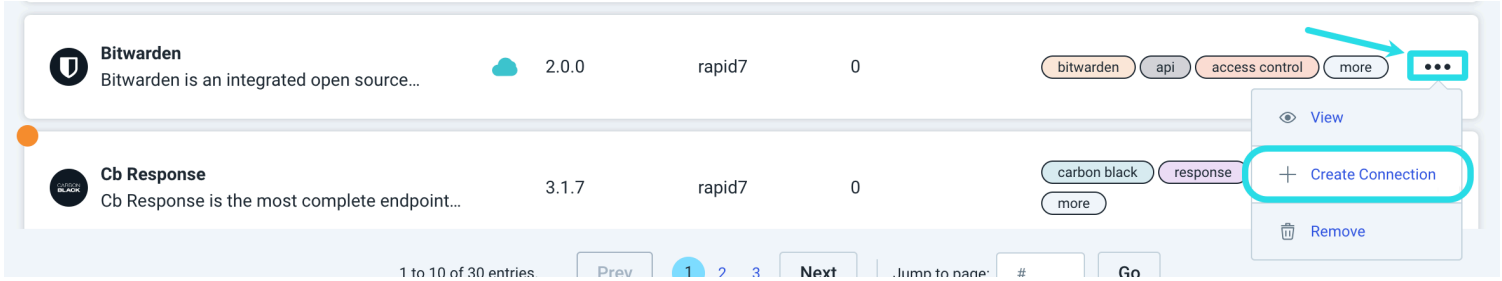 Bitwarden
Bitwarden is an integrated open source...
2.0.0
rapid7
0
bitwarden
api
access control
more
View
Create Connection
Remove
CARBON
BLACK
Cb Response
Cb Response is the most complete endpoint...
3.1.7
rapid7
0
carbon black
response
more
1 to 10 of 30 entries.
Prev
1
2
3
Next
Jump to page:
#
Go